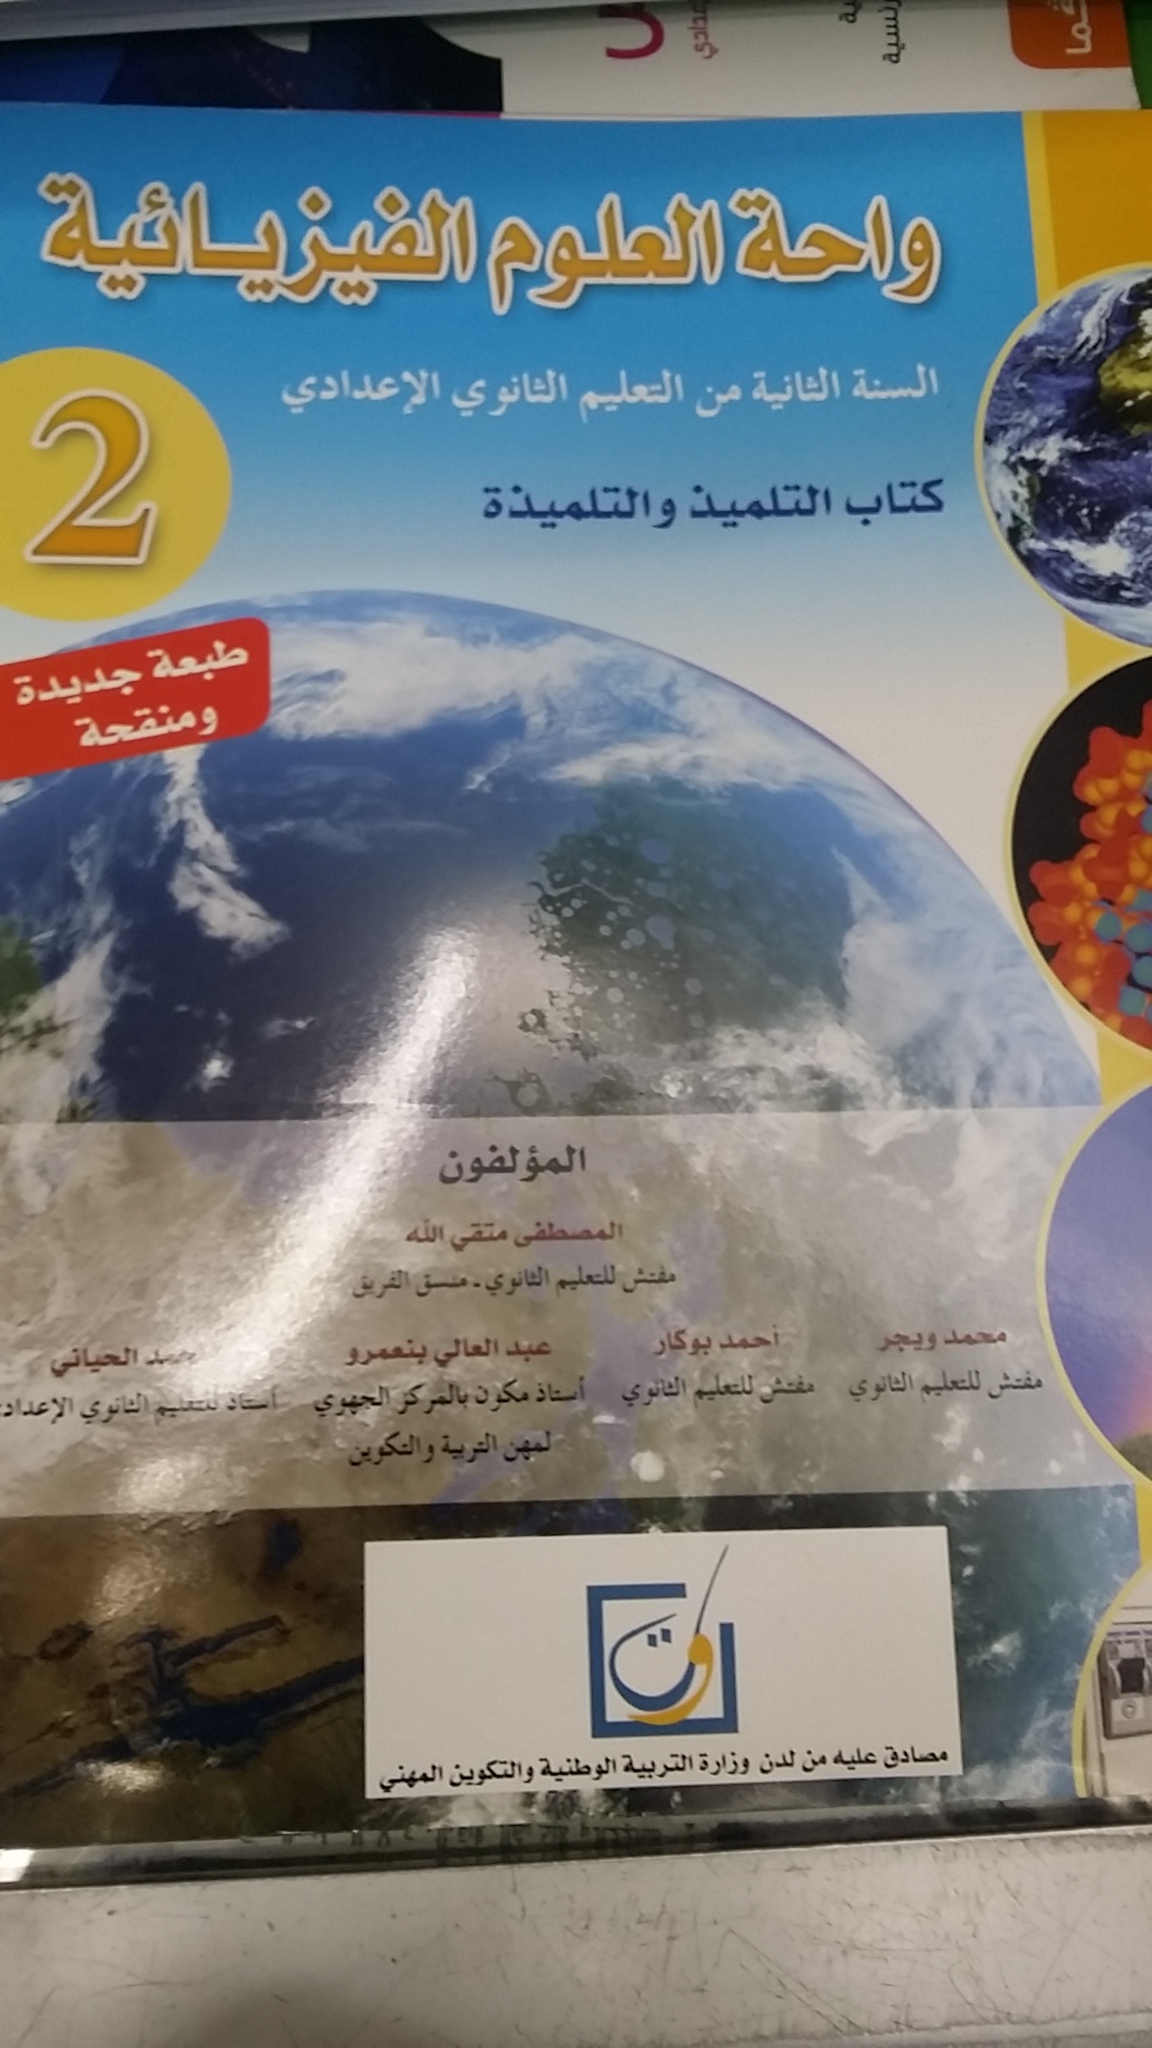 واحة العلوم الفيزيائية
السنة الثانية من التعليم الثانوي الإعدادي
2
كتاب التلميذ والتلميذة
طبعة جديدة
ومنقحة
المؤلفون
المصطفى متقي الله
مفتش للتعليم الثانوي - منسق الفريق
محمد ويجر
مفتش للتعليم الثانوي
أحمد بوكار
مفتش للتعليم الثانوي
عبد العالي بنعمرو
أستاذ مكون بالمركز الجهوي
لمهن التربية والتكوين
الحياني
أستاذ للتعليم الثانوي
مصادق عليه من لدن وزارة التربية الوطنية والتكوين المهني